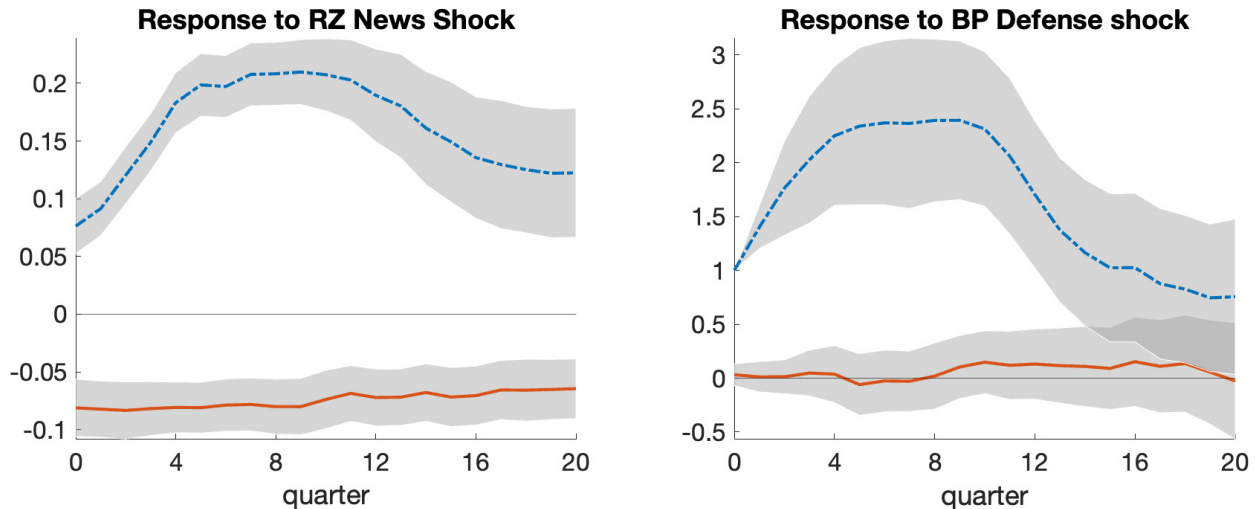 Response to RZ News Shock
0.2
0.15
0.1
0.05
0
-0.05
-0.1
0 4 8 12 16 20
quarter
Response to BP Defense shock
3
2.5
2
1.5
1
0.5
0
-0.5
0 4 8 12 16 20
quarter